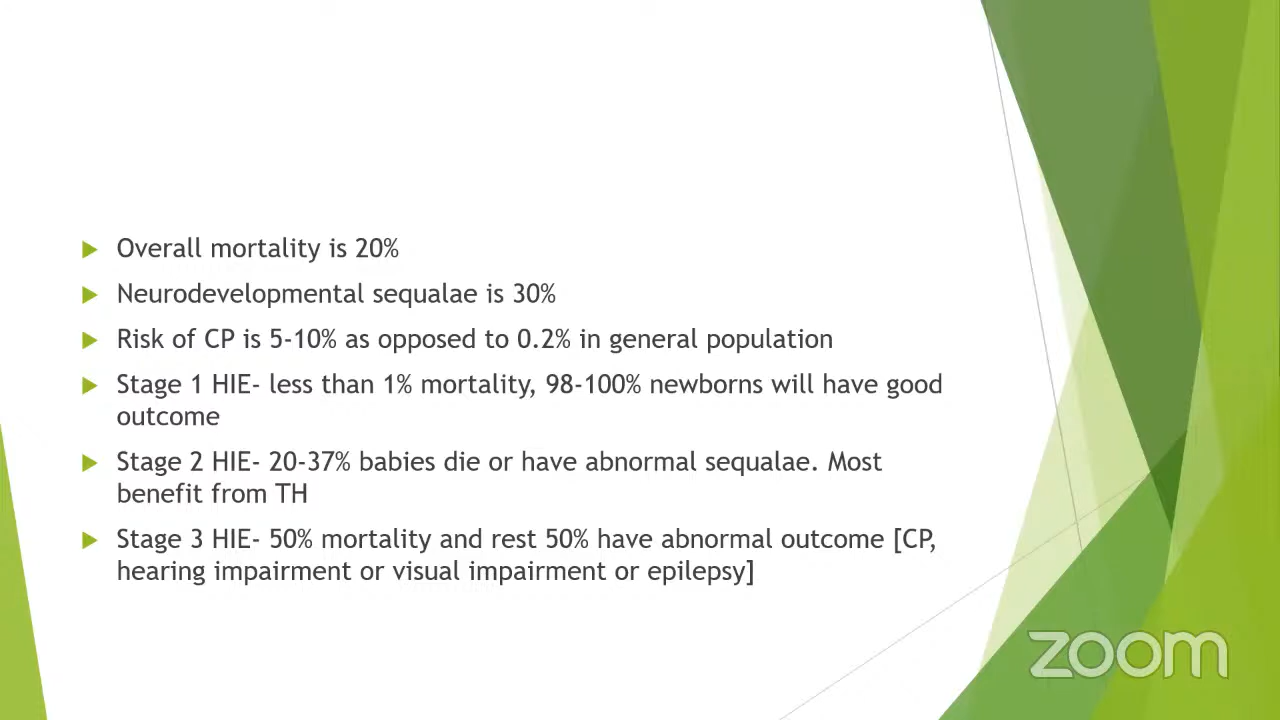 Overall mortality is 20%
Neurodevelopmental sequalae is 30%
Risk of CP is 5-10% as opposed to 0.2% in general population
Stage 1 HIE- less than 1% mortality, 98-100% newborns will have good
outcome
Stage 2 HIE- 20-37% babies die or have abnormal sequalae. Most
benefit from TH
Stage 3 HIE- 50% mortality and rest 50% have abnormal outcome [CP,
hearing impairment or visual impairment or epilepsy]
zoom